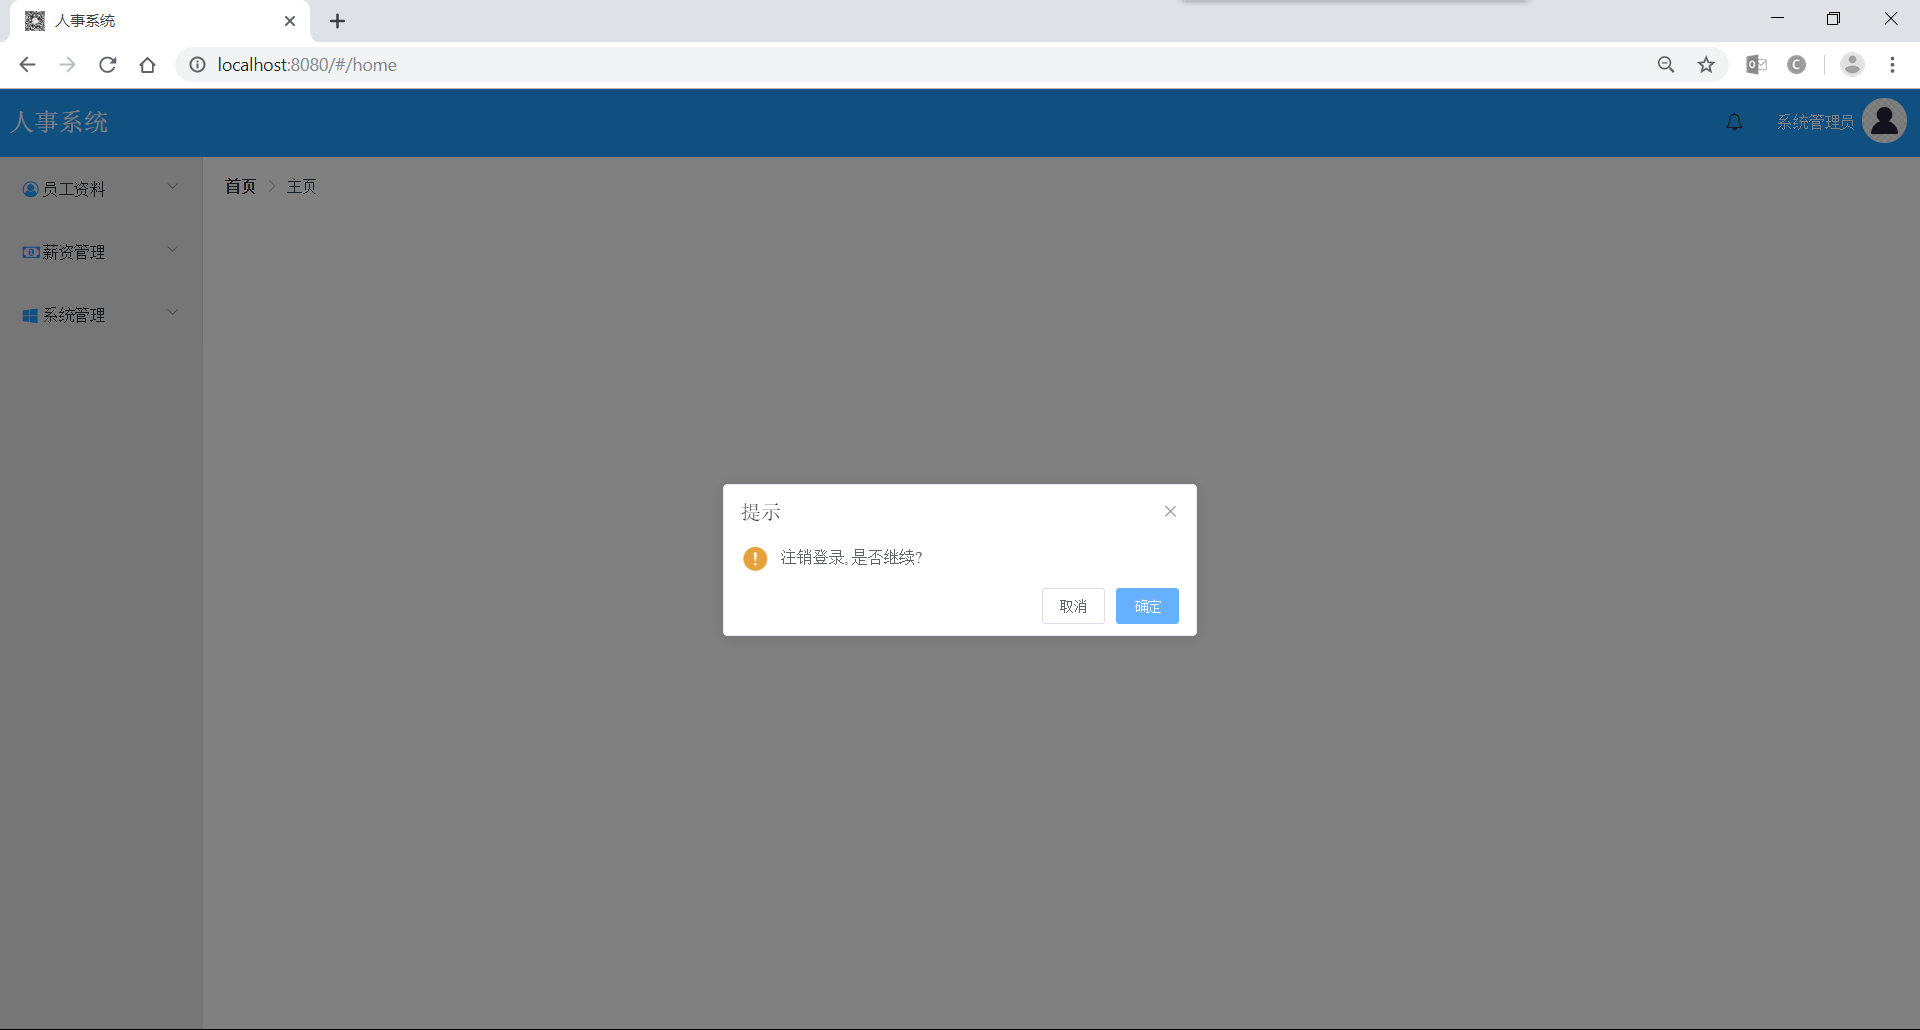 人事系统
localhost:8080/#/home
人事系统
系统管理员
员工资料
薪资管理
系统管理
首页 > 主页
提示
注销登录, 是否继续?
取消 确定